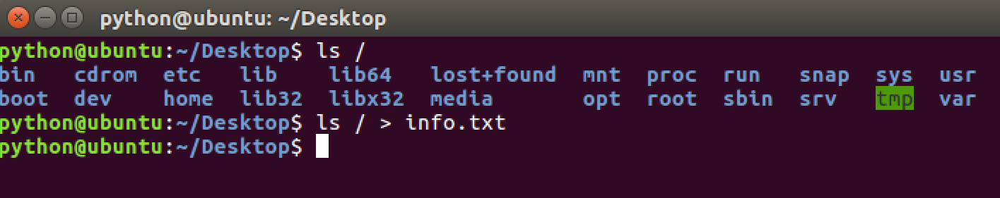 python@ubuntu: ~/Desktop
python@ubuntu:~/Desktop$ ls /
bin cdrom etc lib lib64 lost+found mnt proc run snap sys usr
boot dev home lib32 libx32 media opt root sbin srv tmp var
python@ubuntu:~/Desktop$ ls / > info.txt
python@ubuntu:~/Desktop$